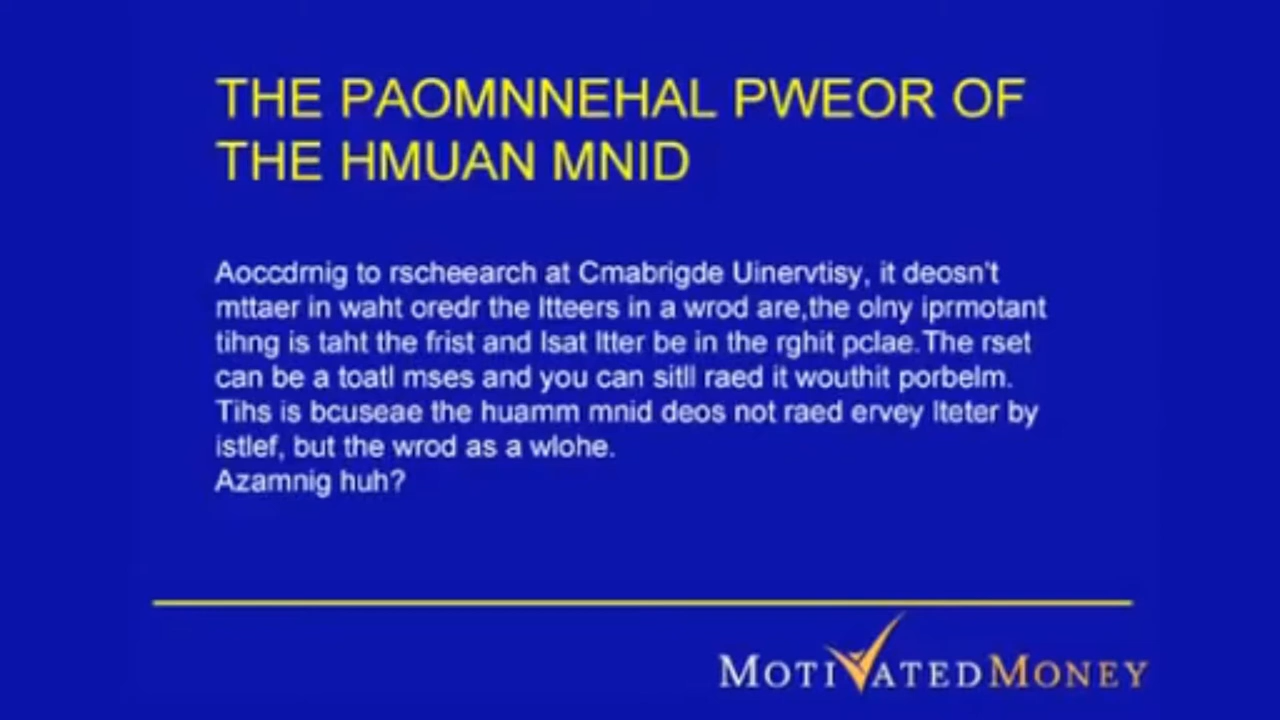 THE PAOMNNEHAL PWEOR OF
THE HMUAN MNID
Aoccdrnig to rscheearch at Cmabrigde Uinervtisy, it deosn't
mttaer in waht oredr the ltteers in a wrod are,the olny iprmotant
tihng is taht the frist and lsat ltter be in the rghit pclae.The rset
can be a toatl mses and you can sitll raed it wouthit porbelm.
Tihs is bcuseae the huamm mnid deos not raed ervey lteter by
istlef, but the wrod as a wlohe.
Azamnig huh?
MOTIVATEDMONEY